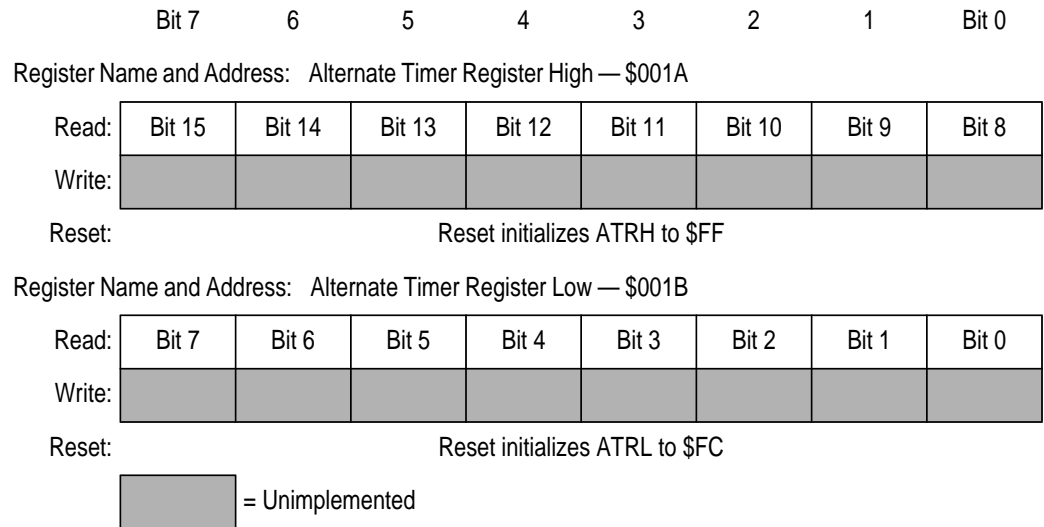 Bit 7 6 5 4 3 2 1 Bit 0
Register Name and Address: Alternate Timer Register High — $001A
Read: Bit 15 Bit 14 Bit 13 Bit 12 Bit 11 Bit 10 Bit 9 Bit 8
Write:
Reset: Reset initializes ATRH to $FF
Register Name and Address: Alternate Timer Register Low — $001B
Read: Bit 7 Bit 6 Bit 5 Bit 4 Bit 3 Bit 2 Bit 1 Bit 0
Write:
Reset: Reset initializes ATRL to $FC
= Unimplemented